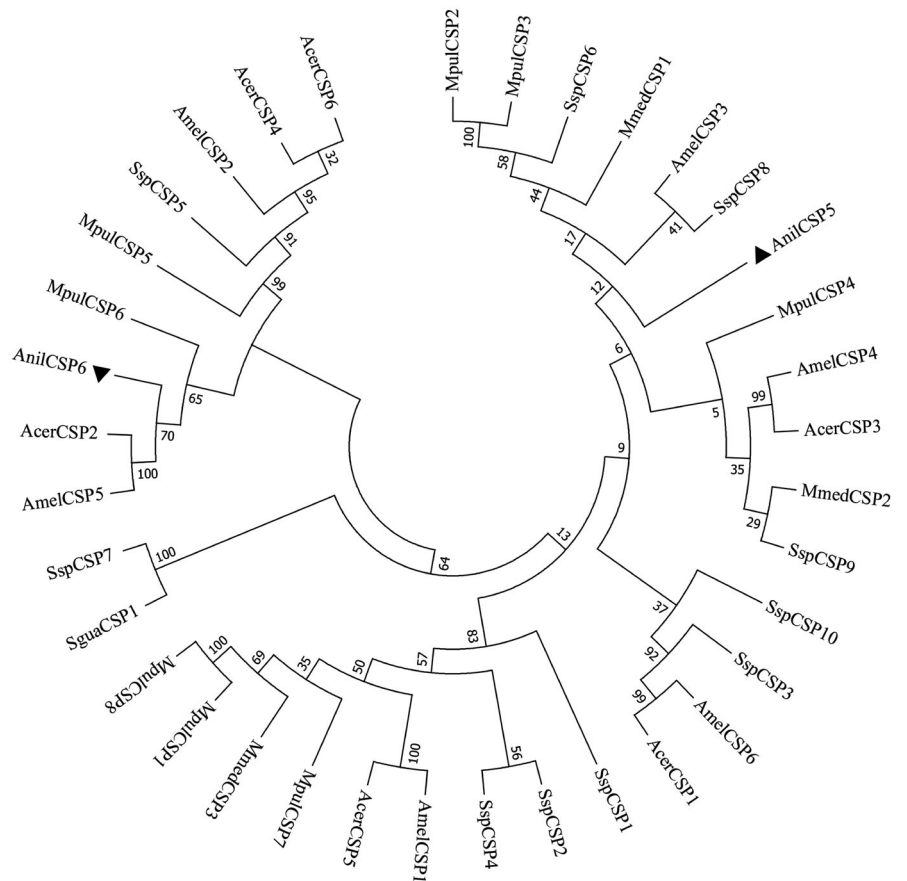 MpulCSP2
MpulCSP3
SspCSP6
MmedCSP1
AmelCSP3
SspCSP8
AnilCSP5
MpulCSP4
AmelCSP4
AcerCSP3
MmedCSP2
SspCSP9
SspCSP10
SspCSP3
AmelCSP6
AcerCSP1
SspCSP1
SspCSP2
SspCSP4
AmelCSP1
AcerCSP5
MpulCSP7
MmedCSP3
MpulCSP1
MpulCSP8
SguaCSP1
SspCSP7
AmelCSP5
AcerCSP2
AnilCSP6
MpulCSP6
MpulCSP5
SspCSP5
AmelCSP2
AcerCSP4
AcerCSP6
100
58
44
41
17
12
6
5
99
35
29
9
37
92
99
13
83
57
56
50
100
35
69
100
64
100
100
70
65
99
91
95
32